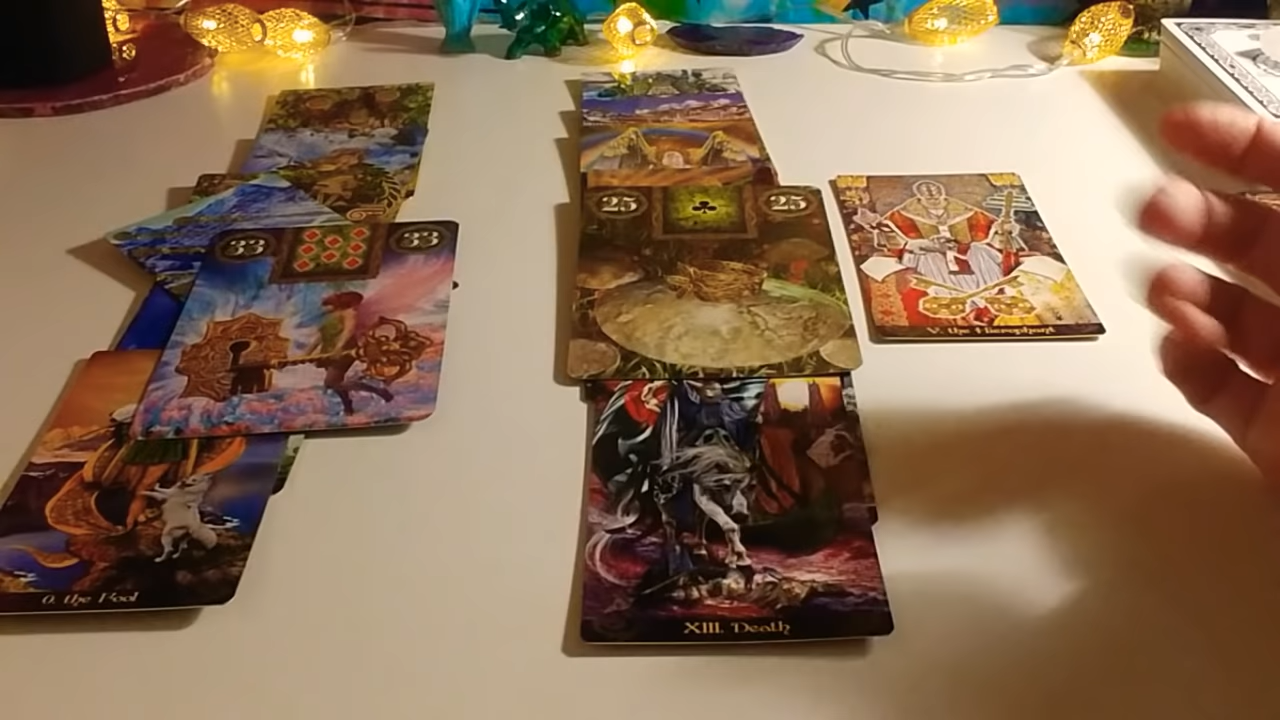 33 33
25 25
V. the Hierophant
0. the Fool
XIII. Death